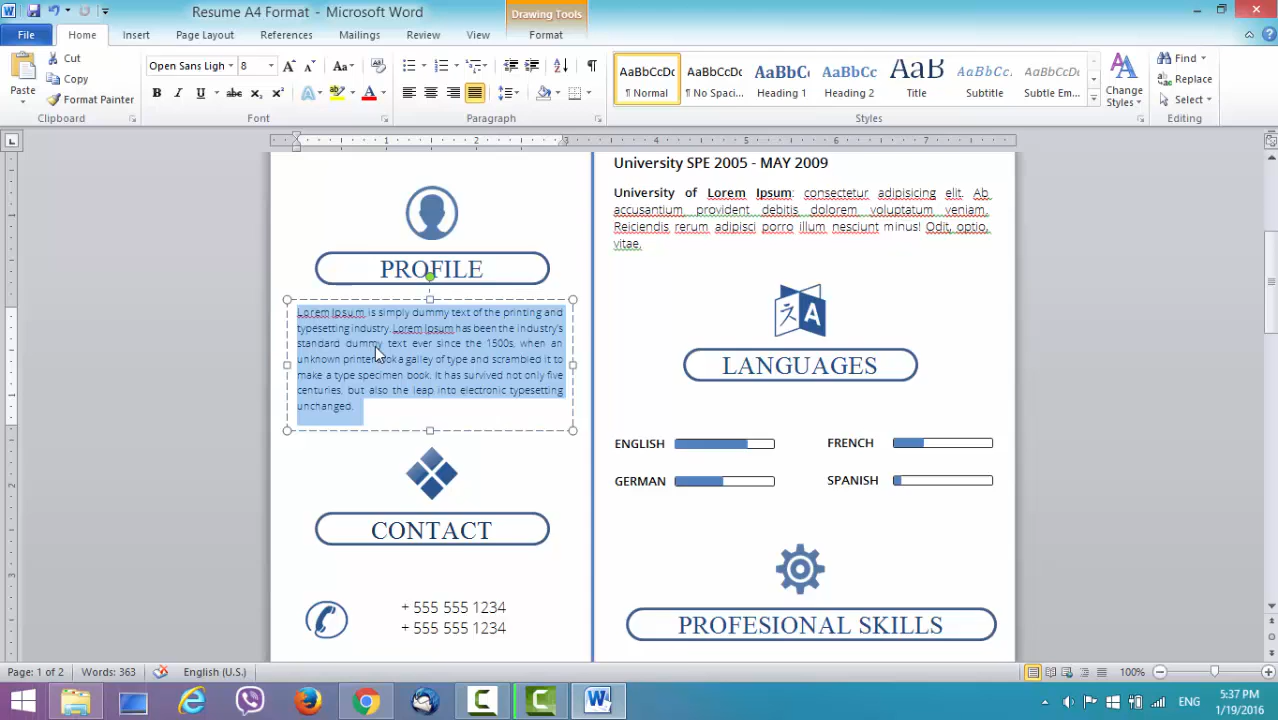 Resume A4 Format - Microsoft Word
Drawing Tools
File Home Insert Page Layout References Mailings Review View Format
Paste
Cut
Copy
Format Painter
Clipboard
Open Sans Ligh 8
Font
Paragraph
AaBbCcDc AaBbCcDc AaBbC AaBbCc AaB AaBbCcL AaBbCcDc
¶ Normal ¶ No Spaci... Heading 1 Heading 2 Title Subtitle Subtle Em...
Styles
Change
Styles
Find
Replace
Select
Editing
PROFILE
Lorem Ipsum is simply dummy text of the printing and
typesetting industry. Lorem Ipsum has been the industry's
standard dummy text ever since the 1500s, when an
unknown printer took a galley of type and scrambled it to
make a type specimen book. It has survived not only five
centuries, but also the leap into electronic typesetting
unchanged.
CONTACT
+ 555 555 1234
+ 555 555 1234
University SPE 2005 - MAY 2009
University of Lorem Ipsum: consectetur adipisicing elit. Ab
accusantium provident debitis dolorem voluptatum veniam.
Reiciendis rerum adipisci porro illum nesciunt minus! Odit, optio,
vitae.
LANGUAGES
ENGLISH FRENCH
GERMAN SPANISH
PROFESIONAL SKILLS
Page: 1 of 2 Words: 363 English (U.S.) 100%
ENG
5:37 PM
1/19/2016